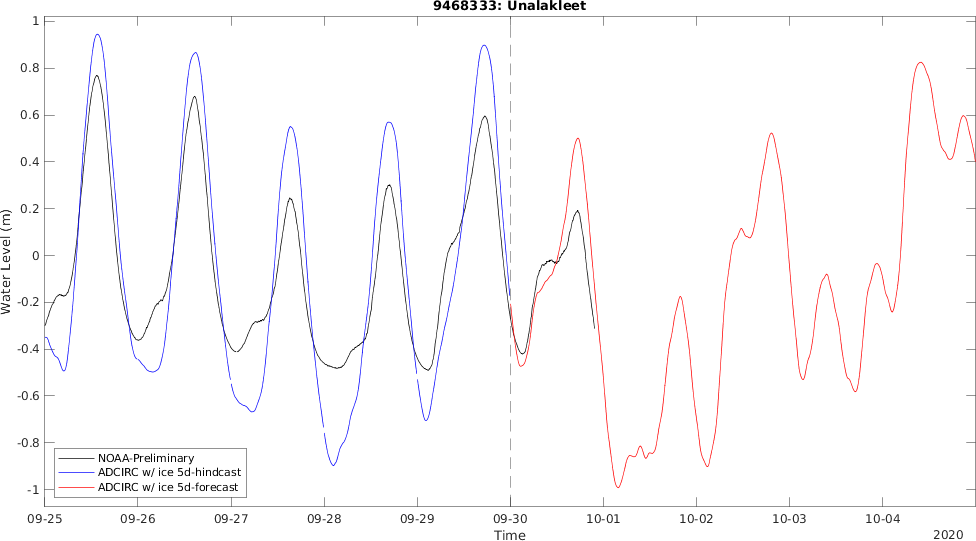 9468333: Unalakleet
1
0.8
0.6
0.4
0.2
0
-0.2
-0.4
-0.6
-0.8
-1
Water Level (m)
NOAA-Preliminary
ADCIRC w/ ice 5d-hindcast
ADCIRC w/ ice 5d-forecast
09-25 09-26 09-27 09-28 09-29 09-30 10-01 10-02 10-03 10-04
Time
2020